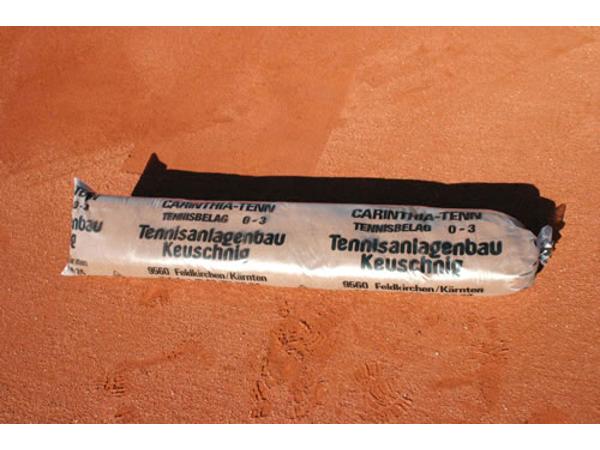 CARINTHIA-TENN
TENNISBELAG 0-3
Tennisanlagenbau
Keuschnig
9560 Feldkirchen/Kärnten
CARINTHIA-TENN
TENNISBELAG 0-3
Tennisanlagenbau
Keuschnig
9560 Feldkirchen/Kärnten